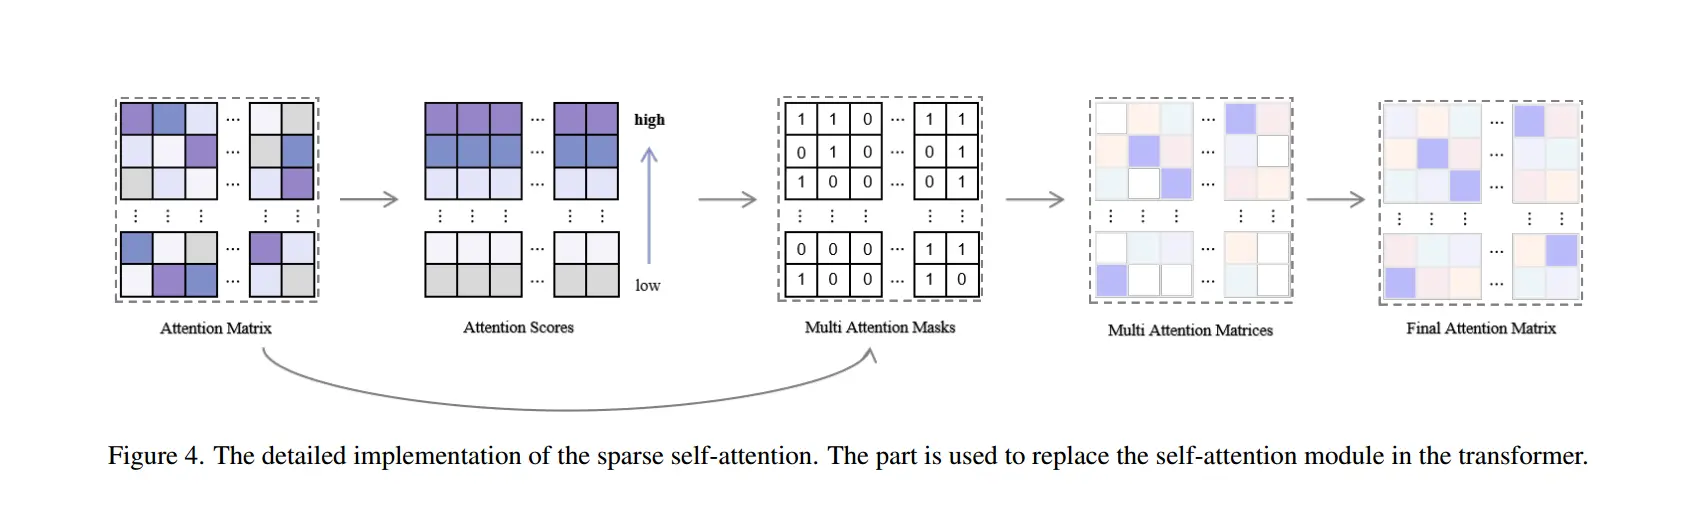 ... ... ... ... ...
high
... ... ... ... ...
... ... ... ... ...
1 1 0 ... 1 1
0 1 0 ... 0 1
1 0 0 ... 0 1
⋮ ⋮ ⋮ ⋮ ⋮
0 0 0 ... 1 1
1 0 0 ... 1 0
low
Attention Matrix
Attention Scores
Multi Attention Masks
Multi Attention Matrices
Final Attention Matrix
Figure 4. The detailed implementation of the sparse self-attention. The part is used to replace the self-attention module in the transformer.